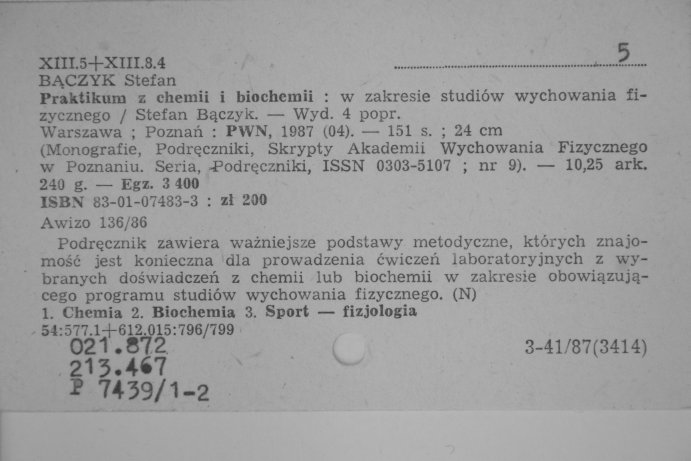 5
XIII.5+XIII.8.4
BĄCZYK Stefan
Praktikum z chemii i biochemii : w zakresie studiów wychowania fi-
zycznego / Stefan Bączyk. — Wyd. 4 popr.
Warszawa ; Poznań : PWN, 1987 (04). — 151 s. ; 24 cm
(Monografie, Podręczniki, Skrypty Akademii Wychowania Fizycznego
w Poznaniu. Seria, Podręczniki, ISSN 0303-5107 ; nr 9). — 10,25 ark.
240 g. — Egz. 3 400
ISBN 83-01-07483-3 : zł 200
Awizo 136/86
Podręcznik zawiera ważniejsze podstawy metodyczne, których znajo-
mość jest konieczna dla prowadzenia ćwiczeń laboratoryjnych z wy-
branych doświadczeń z chemii lub biochemii w zakresie obowiązują-
cego programu studiów wychowania fizycznego. (N)
1. Chemia 2. Biochemia 3. Sport — fizjologia
54:577.1+612.015:796/799
021.872
213.467
P 7439/1-2
3-41/87(3414)